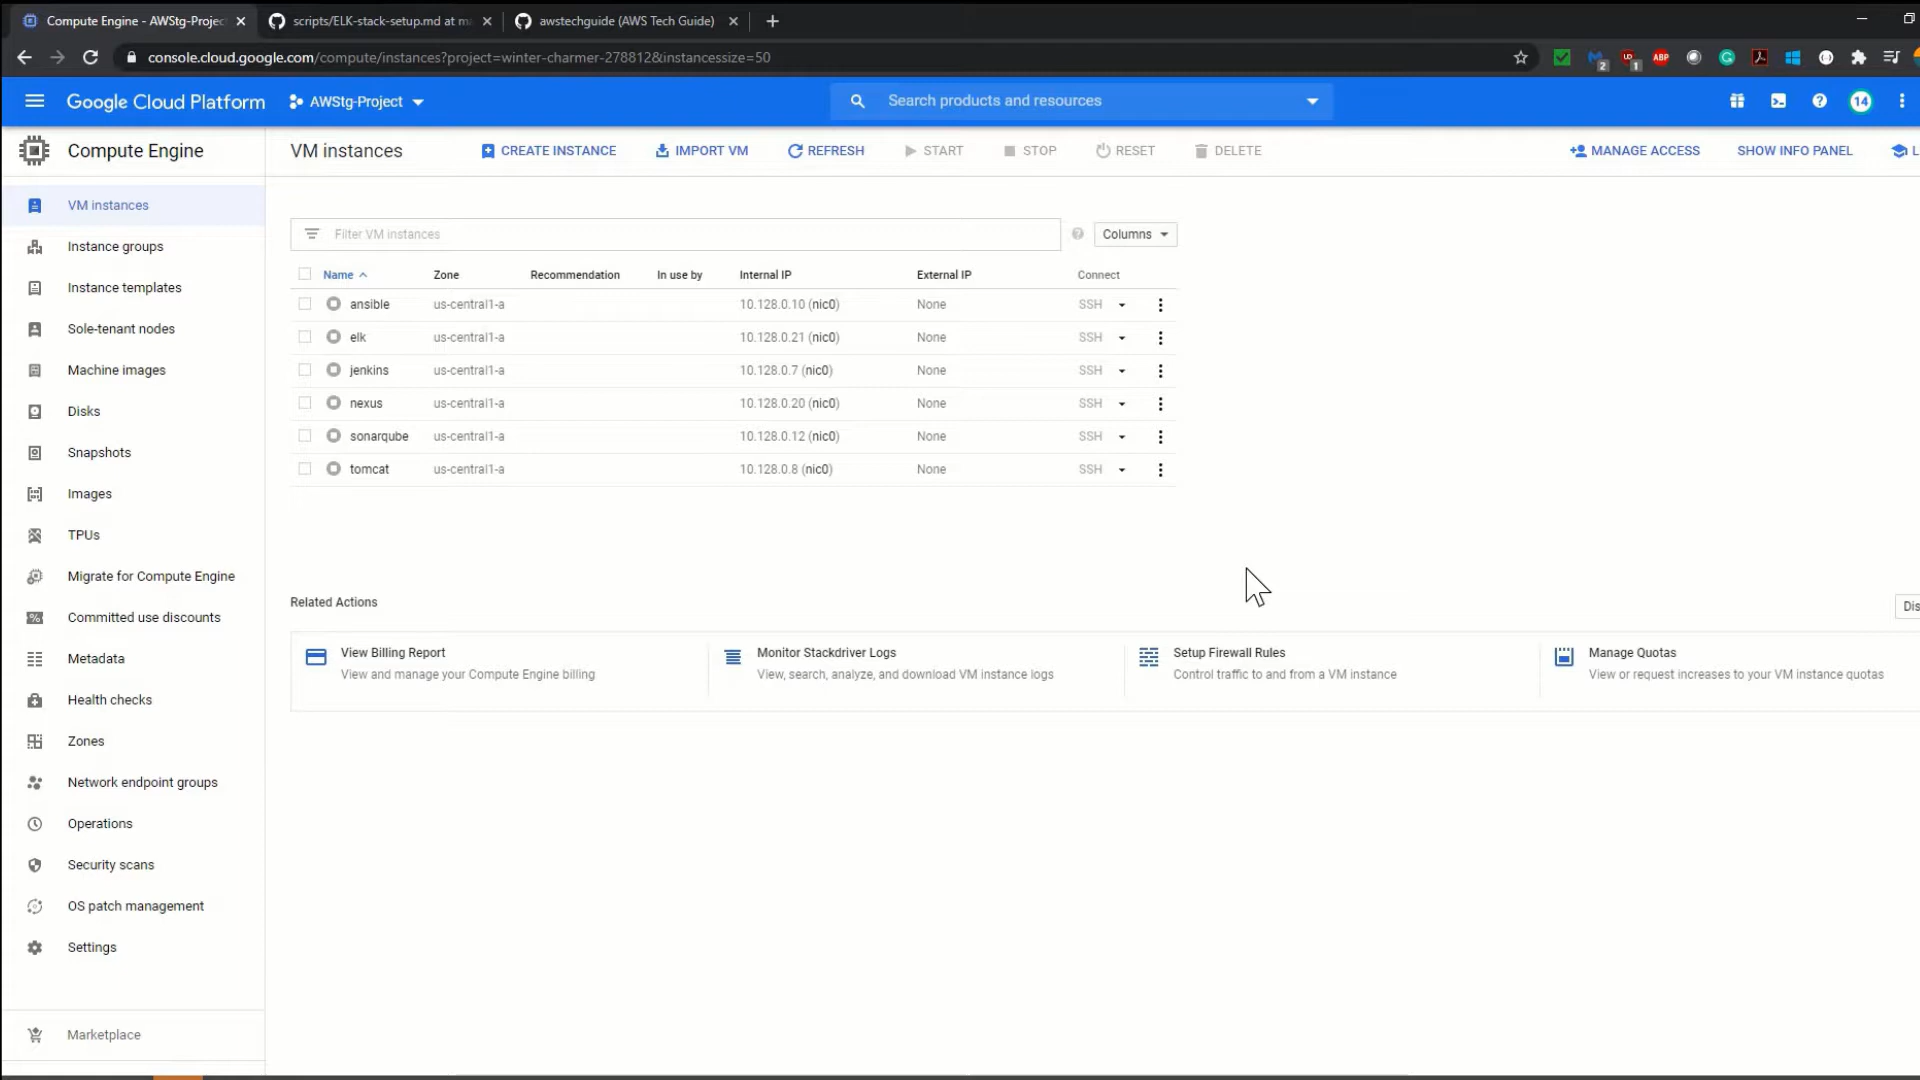 Compute Engine - AWStg-Projec
scripts/ELK-stack-setup.md at ma
awstechguide (AWS Tech Guide)
console.cloud.google.com/compute/instances?project=winter-charmer-278812&instancessize=50
2
1
ABP
Google Cloud Platform
AWStg-Project
Search products and resources
14
Compute Engine
VM instances
CREATE INSTANCE
IMPORT VM
REFRESH
START
STOP
RESET
DELETE
MANAGE ACCESS
SHOW INFO PANEL
L
VM instances
Instance groups
Instance templates
Sole-tenant nodes
Machine images
Disks
Snapshots
Images
TPUs
Migrate for Compute Engine
Committed use discounts
Metadata
Health checks
Zones
Network endpoint groups
Operations
Security scans
OS patch management
Settings
Marketplace
Filter VM instances
Columns
Name Zone Recommendation In use by Internal IP External IP Connect
ansible us-central1-a 10.128.0.10 (nic0) None SSH
elk us-central1-a 10.128.0.21 (nic0) None SSH
jenkins us-central1-a 10.128.0.7 (nic0) None SSH
nexus us-central1-a 10.128.0.20 (nic0) None SSH
sonarqube us-central1-a 10.128.0.12 (nic0) None SSH
tomcat us-central1-a 10.128.0.8 (nic0) None SSH
Related Actions
Dis
View Billing Report
View and manage your Compute Engine billing
Monitor Stackdriver Logs
View, search, analyze, and download VM instance logs
Setup Firewall Rules
Control traffic to and from a VM instance
Manage Quotas
View or request increases to your VM instance quotas